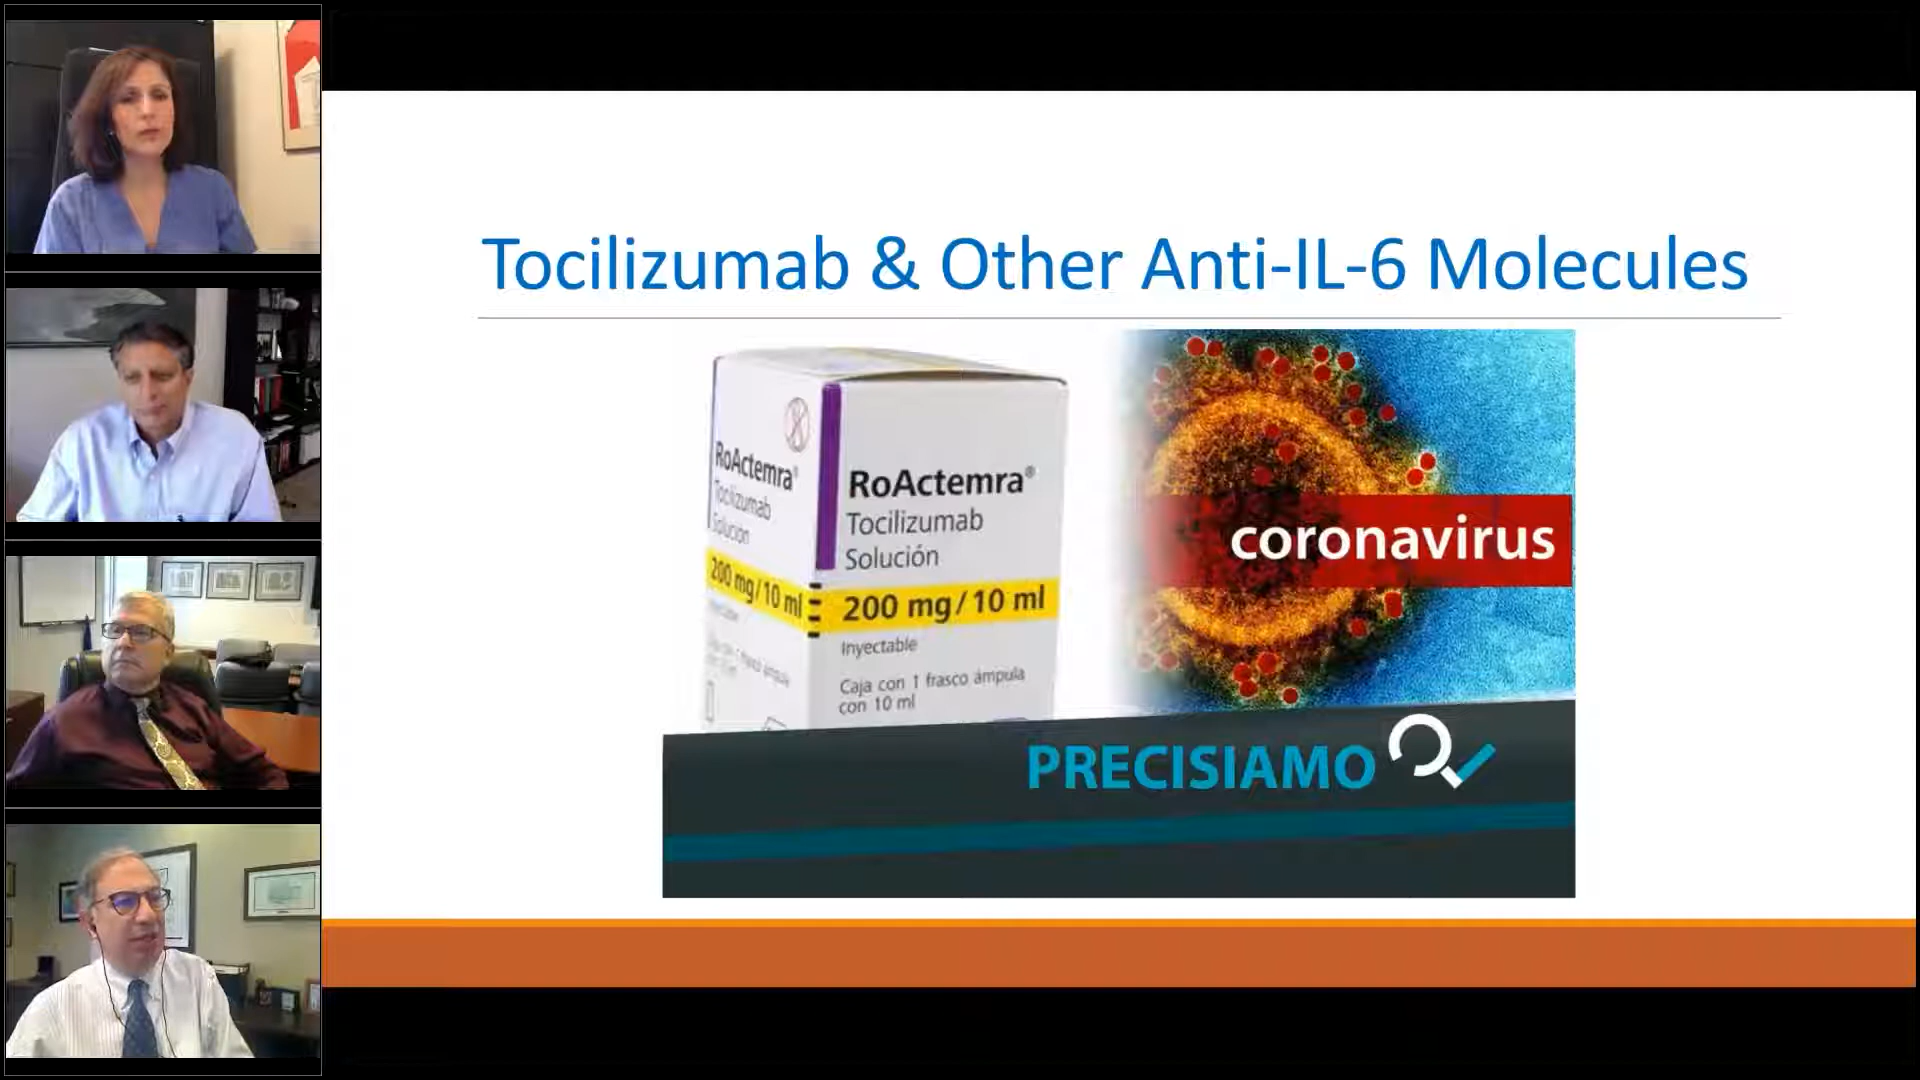 Tocilizumab & Other Anti-IL-6 Molecules
RoActemra®
Tocilizumab
Solución
200 mg/10 ml
RoActemra®
Tocilizumab
Solución
200 mg/10 ml
Inyectable
Caja con 1 frasco ámpula
con 10 ml
coronavirus
PRECISIAMO